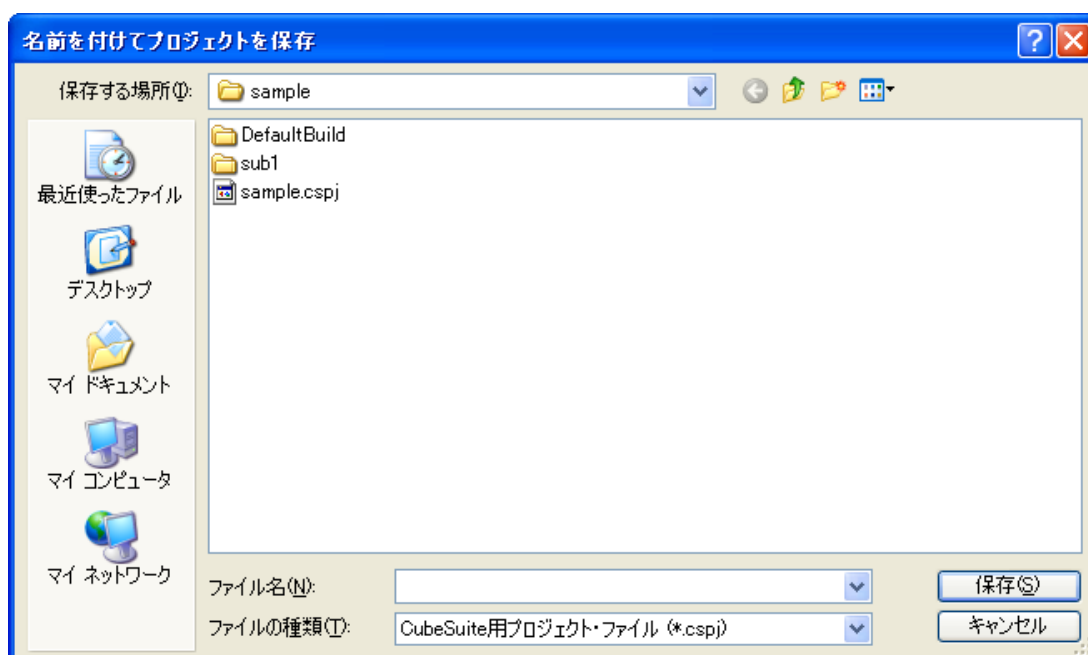 名前を付けてプロジェクトを保存
保存する場所(I):
sample
DefaultBuild
sub1
sample.cspj
最近使ったファイル
デスクトップ
マイ ドキュメント
マイ コンピュータ
マイ ネットワーク
ファイル名(N):
保存(S)
ファイルの種類(T):
CubeSuite用プロジェクト・ファイル (*.cspj)
キャンセル